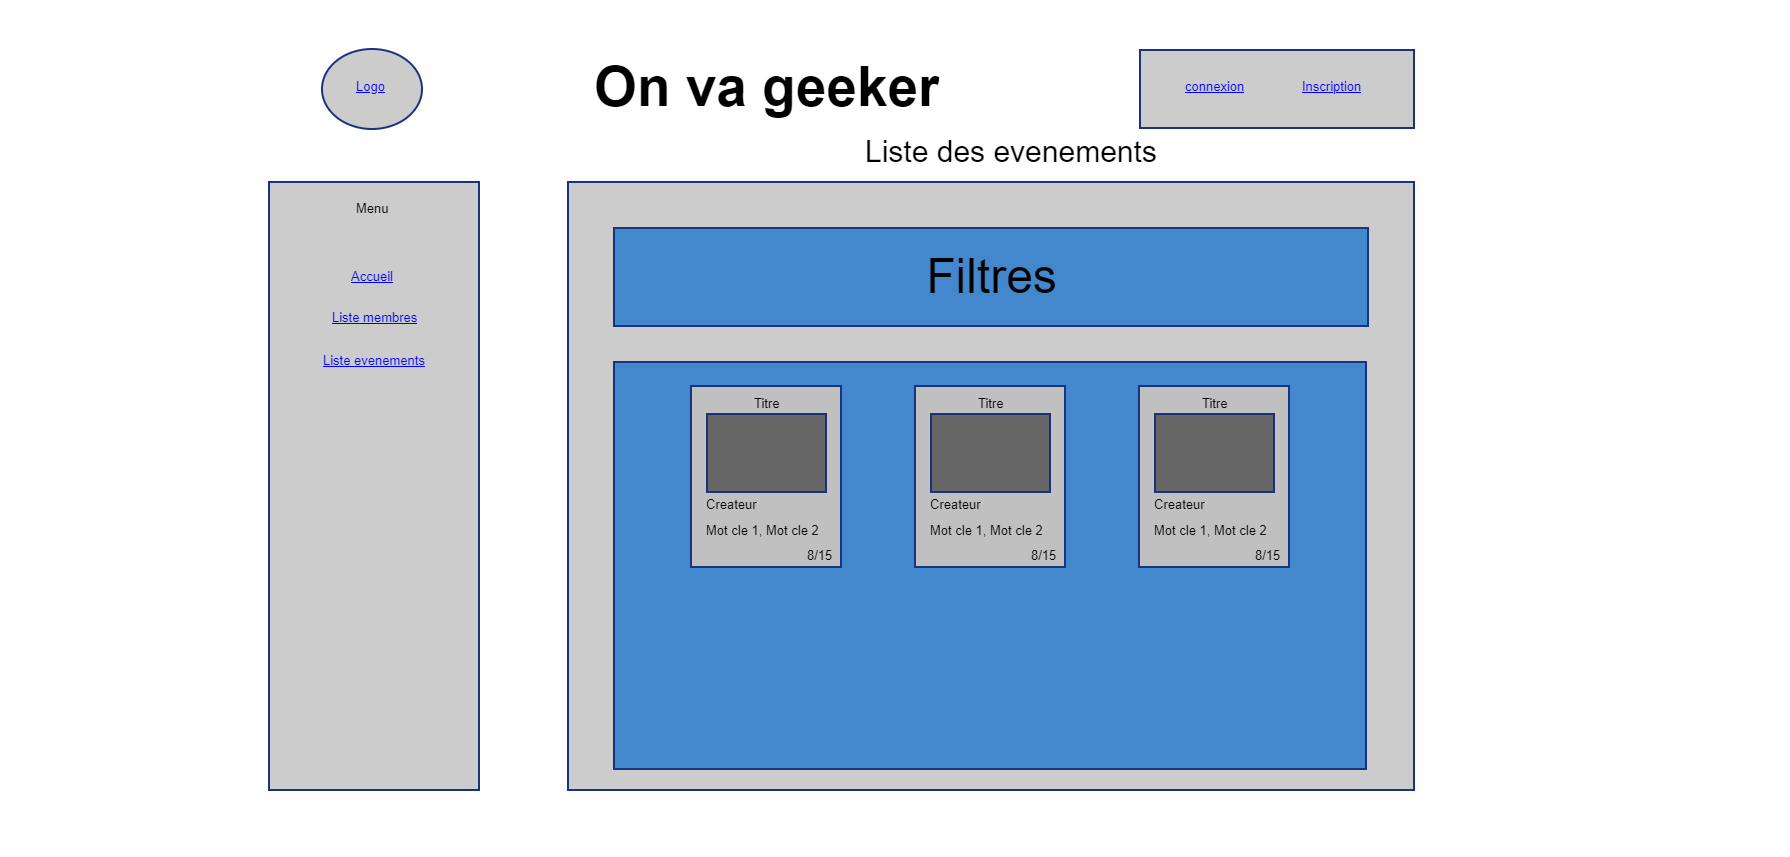 Logo
On va geeker
connexion
Inscription
Liste des evenements
Menu
Accueil
Liste membres
Liste evenements
Filtres
Titre
Createur
Mot cle 1, Mot cle 2
8/15
Titre
Createur
Mot cle 1, Mot cle 2
8/15
Titre
Createur
Mot cle 1, Mot cle 2
8/15